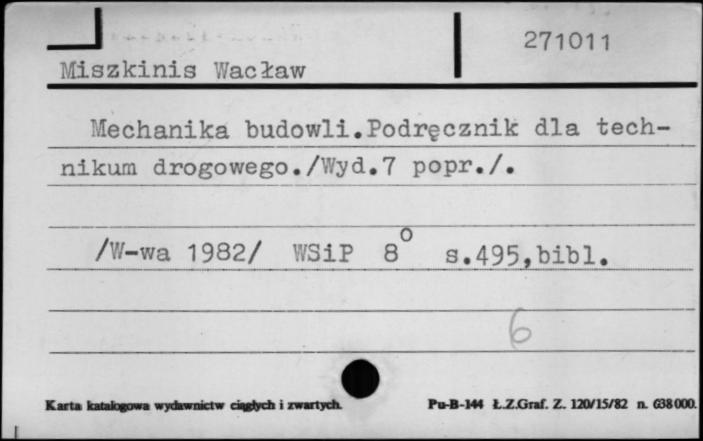 271011
Miszkinis Wacław
Mechanika budowli.Podręcznik dla tech-
nikum drogowego./Wyd.7 popr./.
/W-wa 1982/ WSiP 8° s.495,bibl.
6
Karta katalogowa wydawnictw ciągłych i zwartych. Pu-B-144 Ł.Z.Graf. Z. 120/15/82 n. 638000.